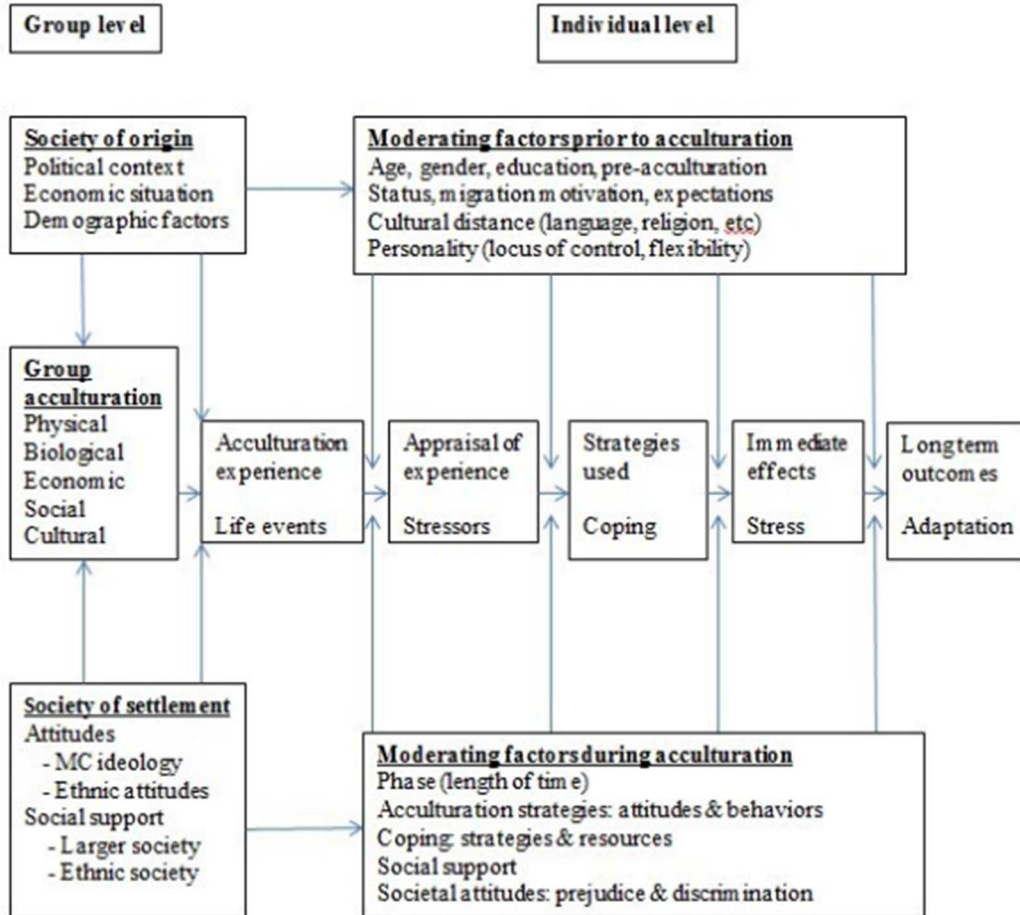 Group level
Individual level
Society of origin
Political context
Economic situation
Demographic factors
Moderating factors prior to acculturation
Age, gender, education, pre-acculturation
Status, migration motivation, expectations
Cultural distance (language, religion, etc)
Personality (locus of control, flexibility)
Group
acculturation
Physical
Biological
Economic
Social
Cultural
Acculturation
experience
Life events
Appraisal of
experience
Stressors
Strategies
used
Coping
Immediate
effects
Stress
Longterm
outcomes
Adaptation
Society of settlement
Attitudes
- MC ideology
- Ethnic attitudes
Social support
- Larger society
- Ethnic society
Moderating factors during acculturation
Phase (length of time)
Acculturation strategies: attitudes & behaviors
Coping: strategies & resources
Social support
Societal attitudes: prejudice & discrimination